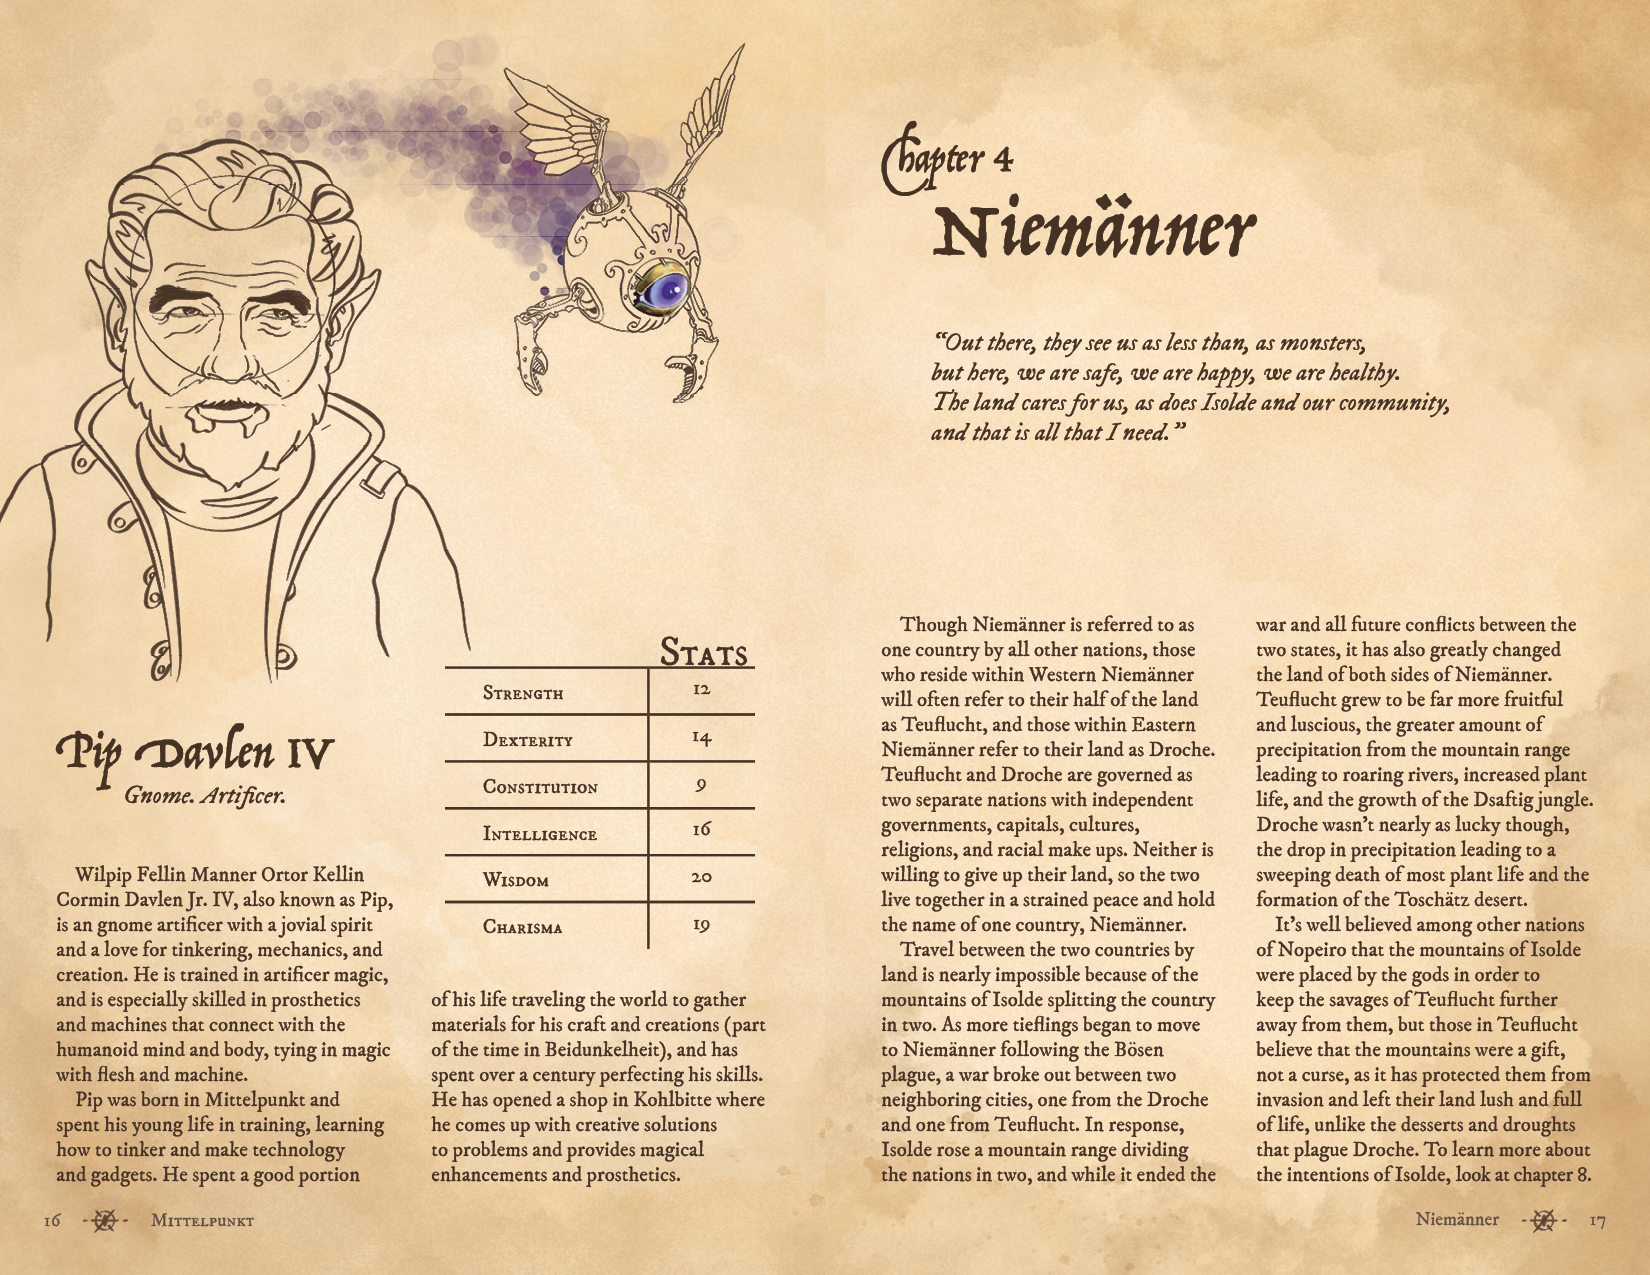 Pip Davlen IV
Gnome. Artificer.
Wilpip Fellin Manner Ortor Kellin
Cormin Davlen Jr. IV, also known as Pip,
is an gnome artificer with a jovial spirit
and a love for tinkering, mechanics, and
creation. He is trained in artificer magic,
and is especially skilled in prosthetics
and machines that connect with the
humanoid mind and body, tying in magic
with flesh and machine.
Pip was born in Mittelpunkt and
spent his young life in training, learning
how to tinker and make technology
and gadgets. He spent a good portion
Stats
Strength 12
Dexterity 14
Constitution 9
Intelligence 16
Wisdom 20
Charisma 19
of his life traveling the world to gather
materials for his craft and creations (part
of the time in Beidunkelheit), and has
spent over a century perfecting his skills.
He has opened a shop in Kohlbitte where
he comes up with creative solutions
to problems and provides magical
enhancements and prosthetics.
16 Mittelpunkt
Chapter 4
Niemänner
“Out there, they see us as less than, as monsters,
but here, we are safe, we are happy, we are healthy.
The land cares for us, as does Isolde and our community,
and that is all that I need.”
Though Niemänner is referred to as
one country by all other nations, those
who reside within Western Niemänner
will often refer to their half of the land
as Teuflucht, and those within Eastern
Niemänner refer to their land as Droche.
Teuflucht and Droche are governed as
two separate nations with independent
governments, capitals, cultures,
religions, and racial make ups. Neither is
willing to give up their land, so the two
live together in a strained peace and hold
the name of one country, Niemänner.
Travel between the two countries by
land is nearly impossible because of the
mountains of Isolde splitting the country
in two. As more tieflings began to move
to Niemänner following the Bösen
plague, a war broke out between two
neighboring cities, one from the Droche
and one from Teuflucht. In response,
Isolde rose a mountain range dividing
the nations in two, and while it ended the
war and all future conflicts between the
two states, it has also greatly changed
the land of both sides of Niemänner.
Teuflucht grew to be far more fruitful
and luscious, the greater amount of
precipitation from the mountain range
leading to roaring rivers, increased plant
life, and the growth of the Dsaftig jungle.
Droche wasn’t nearly as lucky though,
the drop in precipitation leading to a
sweeping death of most plant life and the
formation of the Toschätz desert.
It’s well believed among other nations
of Nopeiro that the mountains of Isolde
were placed by the gods in order to
keep the savages of Teuflucht further
away from them, but those in Teuflucht
believe that the mountains were a gift,
not a curse, as it has protected them from
invasion and left their land lush and full
of life, unlike the desserts and droughts
that plague Droche. To learn more about
the intentions of Isolde, look at chapter 8.
Niemänner 17